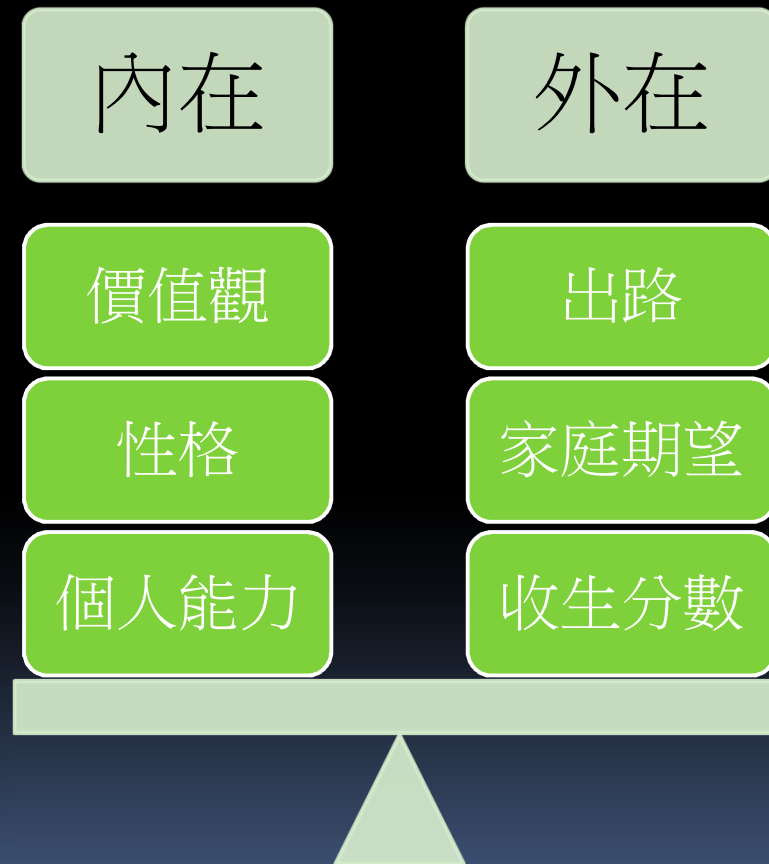 內在
外在
價值觀
出路
性格
家庭期望
個人能力
收生分數